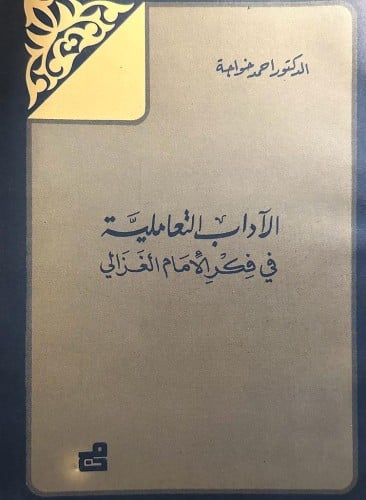 الدكتور احمد خواجة
الآداب التعاملية
في فكر الإمام الغزالي